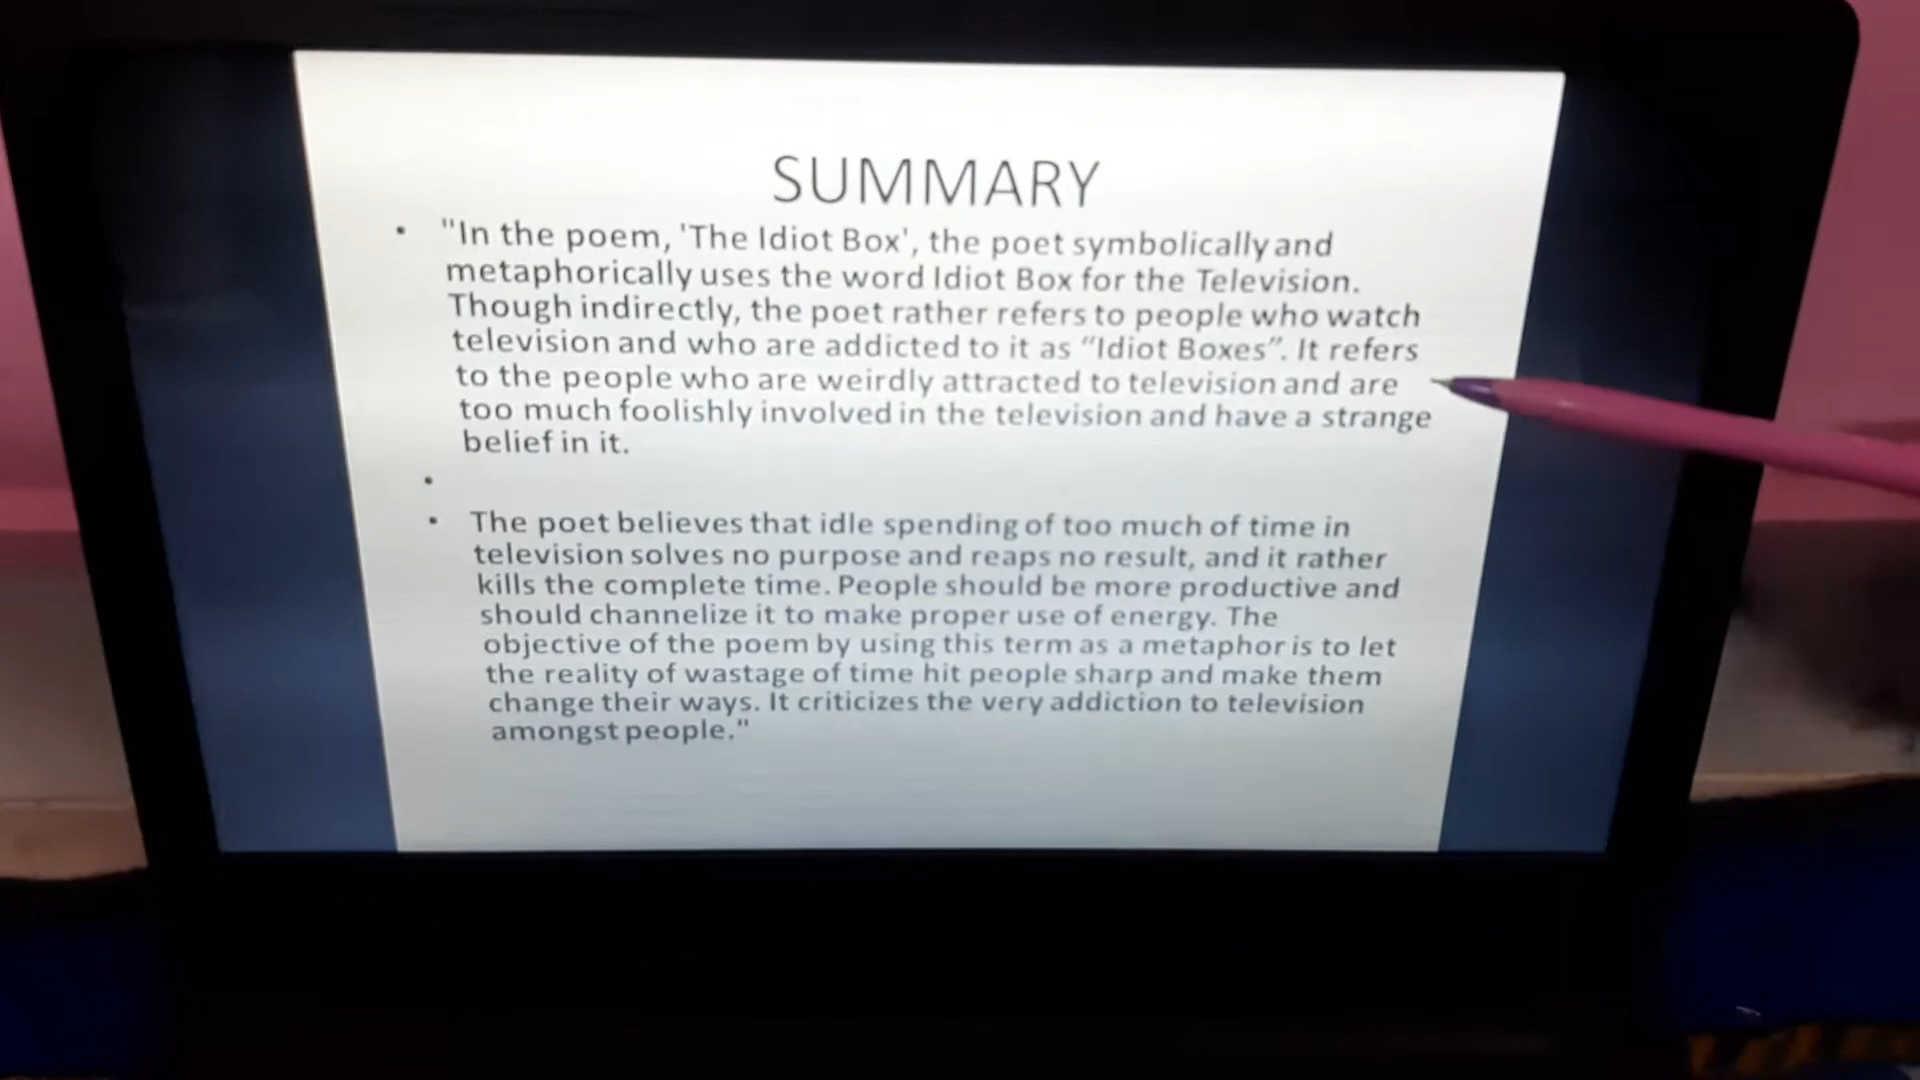 SUMMARY
• "In the poem, 'The Idiot Box', the poet symbolically and
metaphorically uses the word Idiot Box for the Television.
Though indirectly, the poet rather refers to people who watch
television and who are addicted to it as “Idiot Boxes”. It refers
to the people who are weirdly attracted to television and are
too much foolishly involved in the television and have a strange
belief in it.
•
• The poet believes that idle spending of too much of time in
television solves no purpose and reaps no result, and it rather
kills the complete time. People should be more productive and
should channelize it to make proper use of energy. The
objective of the poem by using this term as a metaphor is to let
the reality of wastage of time hit people sharp and make them
change their ways. It criticizes the very addiction to television
amongst people."